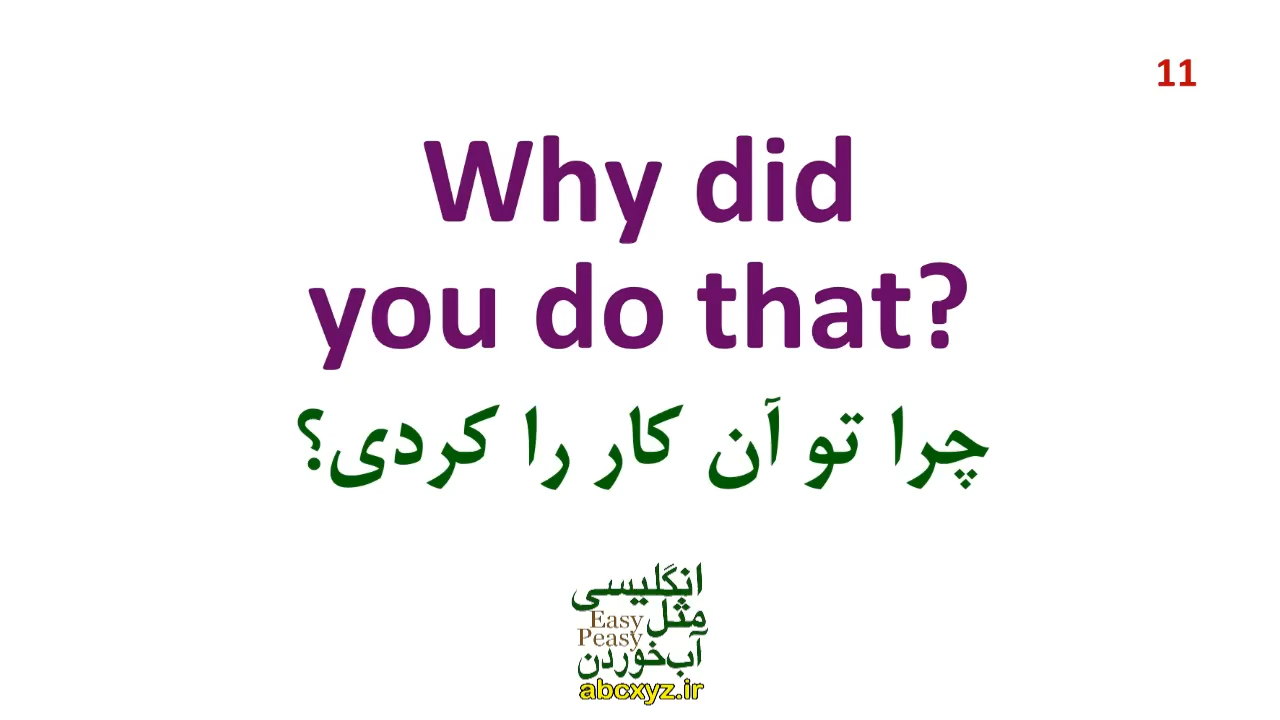 11
Why did
you do that?
چرا تو آن کار را کردی؟
انگلیسی
مثل
Easy
Peasy
آب‌خوردن
abcxyz.ir